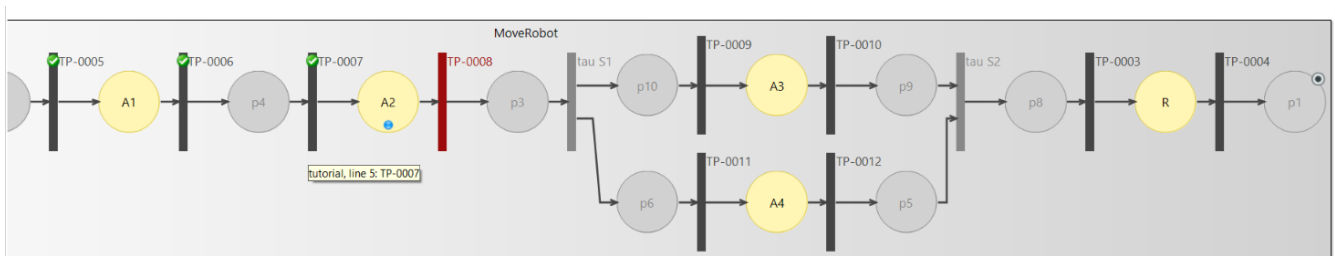 MoveRobot
TP-0005
TP-0006
TP-0007
TP-0008
tau S1
TP-0009
TP-0010
tau S2
TP-0003
TP-0004
A1
p4
A2
p3
p10
A3
p9
p8
R
p1
tutorial, line 5: TP-0007
TP-0011
TP-0012
p6
A4
p5